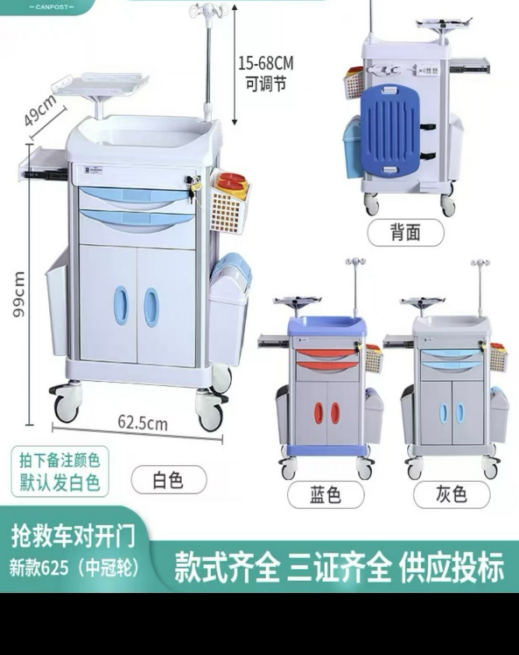 CANPOST
15-68CM
可调节
49cm
99cm
62.5cm
背面
拍下备注颜色
默认发白色
白色
蓝色
灰色
抢救车对开门
新款625（中冠轮）
款式齐全 三证齐全 供应投标